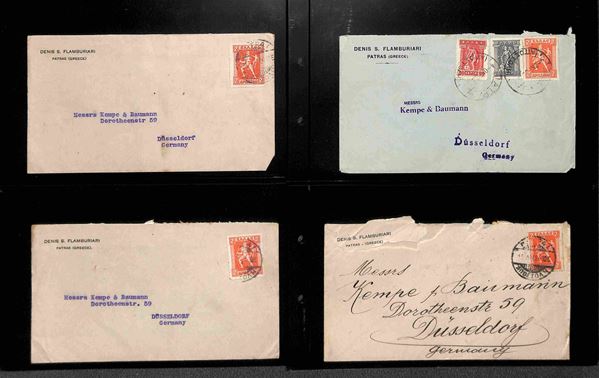 DENIS S. FLAMBURIARI
PATRAS (GREECE)
Messrs Kempe & Baumann
Dorotheenstr 59
Düsseldorf
Germany
DENIS S. FLAMBURIARI
PATRAS (GREECE)
MESSRS
Kempe & Baumann
Düsseldorf
Germany
DENIS S. FLAMBURIARI
PATRAS (GREECE)
Messrs Kempe & Baumann
Dorotheenstr. 59
DÜSSELDORF
Germany
DENIS S. FLAMBURIARI
PATRAS - (GREECE)
Messrs
Kempe & Baumann
Dorotheenstr 59
Düsseldorf
Germany